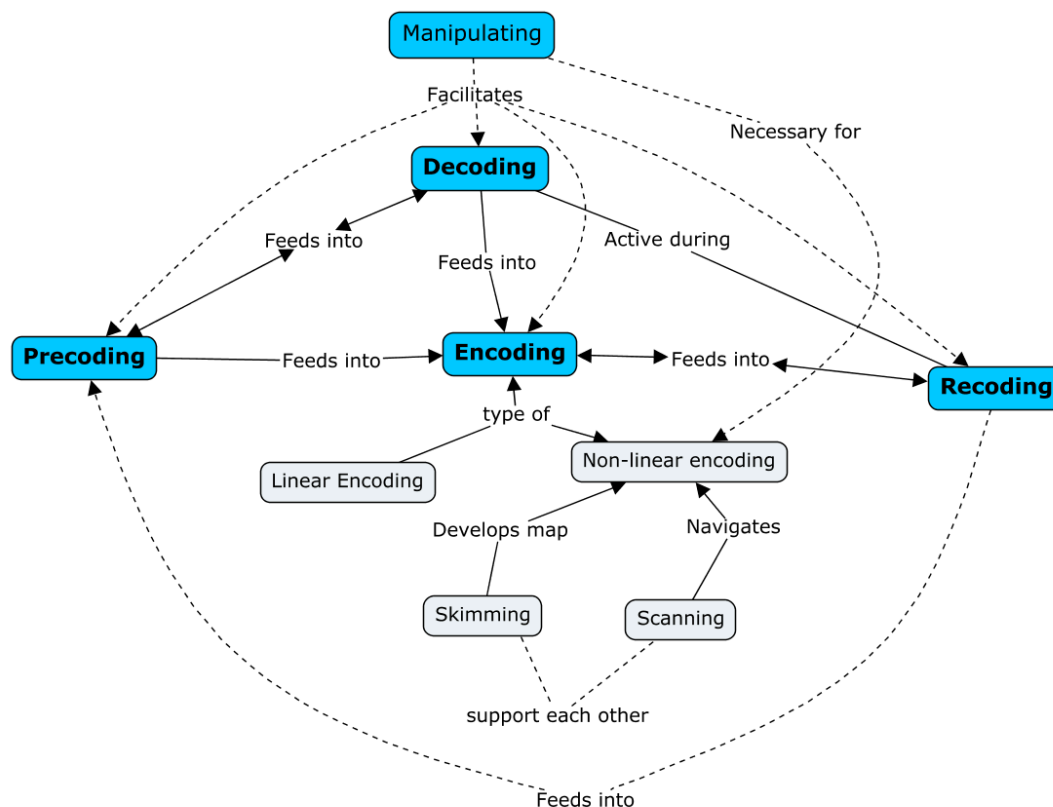 Manipulating
Facilitates
Necessary for
Decoding
Feeds into
Active during
Feeds into
Precoding
Feeds into
Encoding
Feeds into
Recoding
type of
Linear Encoding
Non-linear encoding
Develops map
Navigates
Skimming
Scanning
support each other
Feeds into